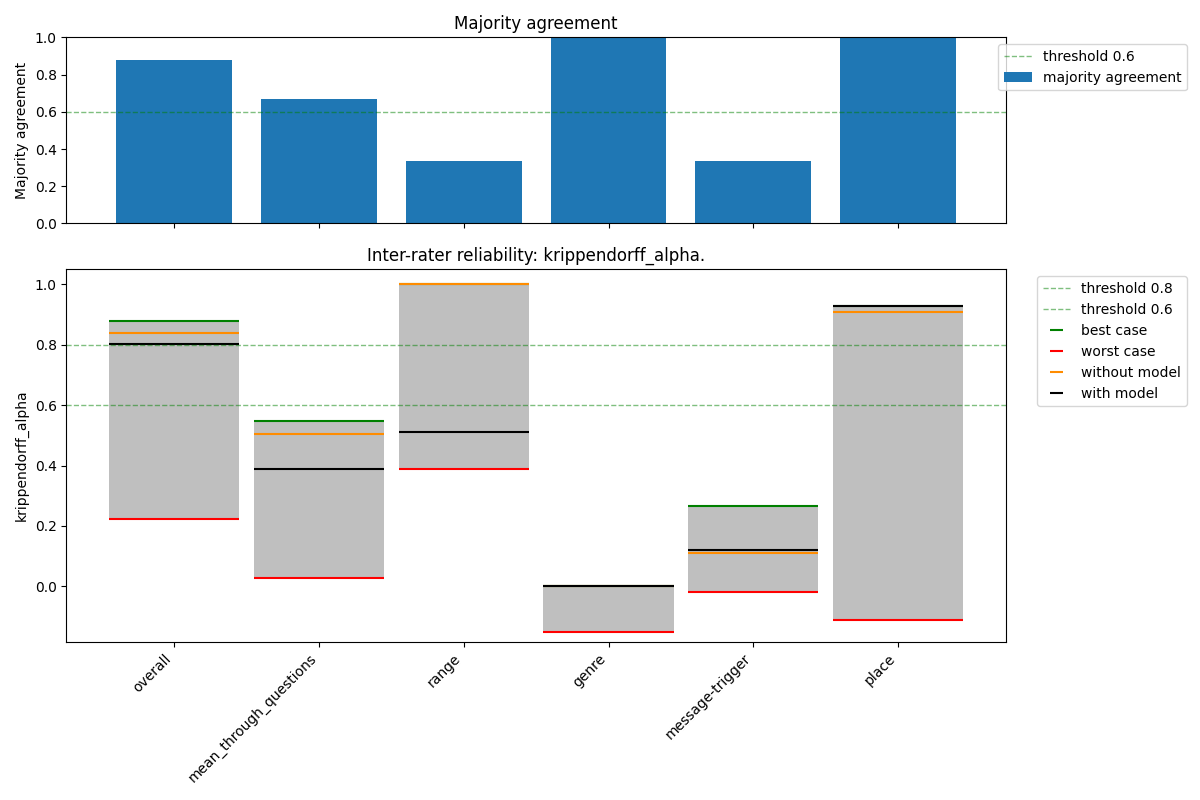 Majority agreement
Majority agreement
1.0
0.8
0.6
0.4
0.2
0.0
threshold 0.6
majority agreement
Inter-rater reliability: krippendorff_alpha.
krippendorff_alpha
1.0
0.8
0.6
0.4
0.2
0.0
threshold 0.8
threshold 0.6
best case
worst case
without model
with model
overall
mean_through_questions
range
genre
message-trigger
place